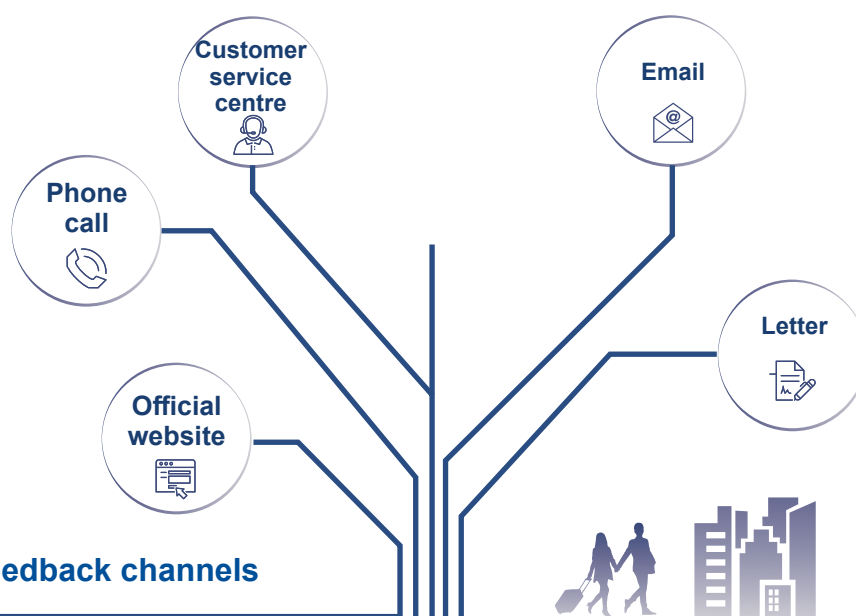 Customer
service
centre
Email
@
Phone
call
Letter
Official
website
edback channels